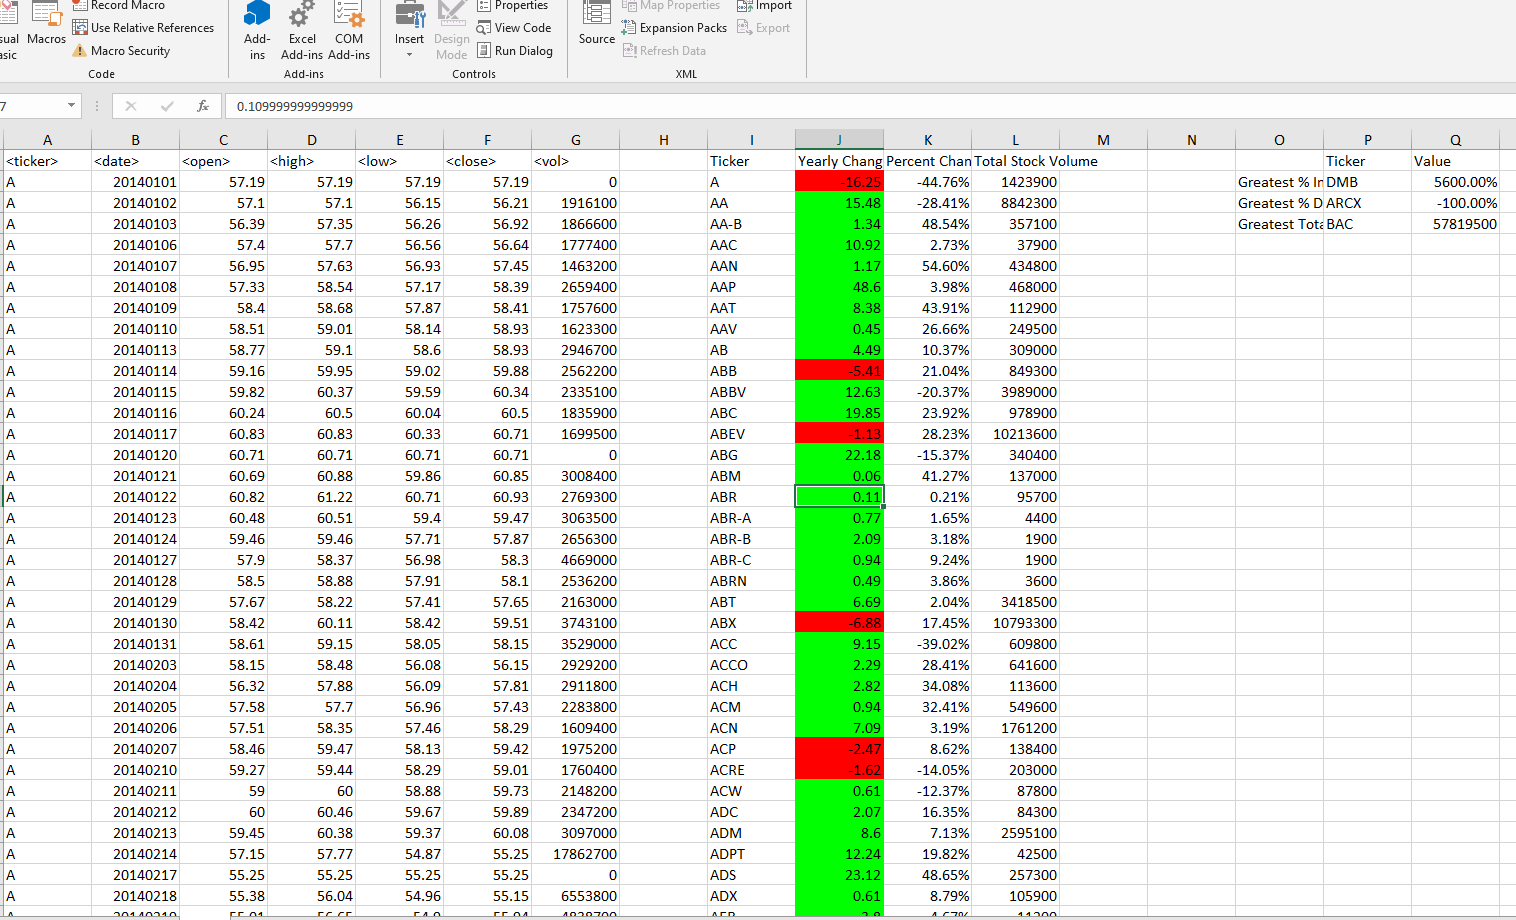 Record Macro Properties Map Properties Import
Macros Use Relative References Add- Excel COM Insert Design View Code Source Expansion Packs Export
Macro Security ins Add-ins Add-ins Mode Run Dialog Refresh Data
Code Add-ins Controls XML
7 fx 0.109999999999999
A B C D E F G H I J K L M N O P Q
<ticker> <date> <open> <high> <low> <close> <vol> Ticker Yearly Chang Percent Chan Total Stock Volume Ticker Value
A 20140101 57.19 57.19 57.19 57.19 0 A -16.25 -44.76% 1423900 Greatest % In DMB 5600.00%
A 20140102 57.1 57.1 56.15 56.21 1916100 AA 15.48 -28.41% 8842300 Greatest % D ARCX -100.00%
A 20140103 56.39 57.35 56.26 56.92 1866600 AA-B 1.34 48.54% 357100 Greatest Tota BAC 57819500
A 20140106 57.4 57.7 56.56 56.64 1777400 AAC 10.92 2.73% 37900
A 20140107 56.95 57.63 56.93 57.45 1463200 AAN 1.17 54.60% 434800
A 20140108 57.33 58.54 57.17 58.39 2659400 AAP 48.6 3.98% 468000
A 20140109 58.4 58.68 57.87 58.41 1757600 AAT 8.38 43.91% 112900
A 20140110 58.51 59.01 58.14 58.93 1623300 AAV 0.45 26.66% 249500
A 20140113 58.77 59.1 58.6 58.93 2946700 AB 4.49 10.37% 309000
A 20140114 59.16 59.95 59.02 59.88 2562200 ABB -5.41 21.04% 849300
A 20140115 59.82 60.37 59.59 60.34 2335100 ABBV 12.63 -20.37% 3989000
A 20140116 60.24 60.5 60.04 60.5 1835900 ABC 19.85 23.92% 978900
A 20140117 60.83 60.83 60.33 60.71 1699500 ABEV -1.13 28.23% 10213600
A 20140120 60.71 60.71 60.71 60.71 0 ABG 22.18 -15.37% 340400
A 20140121 60.69 60.88 59.86 60.85 3008400 ABM 0.06 41.27% 137000
A 20140122 60.82 61.22 60.71 60.93 2769300 ABR 0.11 0.21% 95700
A 20140123 60.48 60.51 59.4 59.47 3063500 ABR-A 0.77 1.65% 4400
A 20140124 59.46 59.46 57.71 57.87 2656300 ABR-B 2.09 3.18% 1900
A 20140127 57.9 58.37 56.98 58.3 4669000 ABR-C 0.94 9.24% 1900
A 20140128 58.5 58.88 57.91 58.1 2536200 ABRN 0.49 3.86% 3600
A 20140129 57.67 58.22 57.41 57.65 2163000 ABT 6.69 2.04% 3418500
A 20140130 58.42 60.11 58.42 59.51 3743100 ABX -6.88 17.45% 10793300
A 20140131 58.61 59.15 58.05 58.15 3529000 ACC 9.15 -39.02% 609800
A 20140203 58.15 58.48 56.08 56.15 2929200 ACCO 2.29 28.41% 641600
A 20140204 56.32 57.88 56.09 57.81 2911800 ACH 2.82 34.08% 113600
A 20140205 57.58 57.7 56.96 57.43 2283800 ACM 0.94 32.41% 549600
A 20140206 57.51 58.35 57.46 58.29 1609400 ACN 7.09 3.19% 1761200
A 20140207 58.46 59.47 58.13 59.42 1975200 ACP -2.47 8.62% 138400
A 20140210 59.27 59.44 58.29 59.01 1760400 ACRE -1.62 -14.05% 203000
A 20140211 59 60 58.88 59.73 2148200 ACW 0.61 -12.37% 87800
A 20140212 60 60.46 59.67 59.89 2347200 ADC 2.07 16.35% 84300
A 20140213 59.45 60.38 59.37 60.08 3097000 ADM 8.6 7.13% 2595100
A 20140214 57.15 57.77 54.87 55.25 17862700 ADPT 12.24 19.82% 42500
A 20140217 55.25 55.25 55.25 55.25 0 ADS 23.12 48.65% 257300
A 20140218 55.38 56.04 54.96 55.15 6553800 ADX 0.61 8.79% 105900